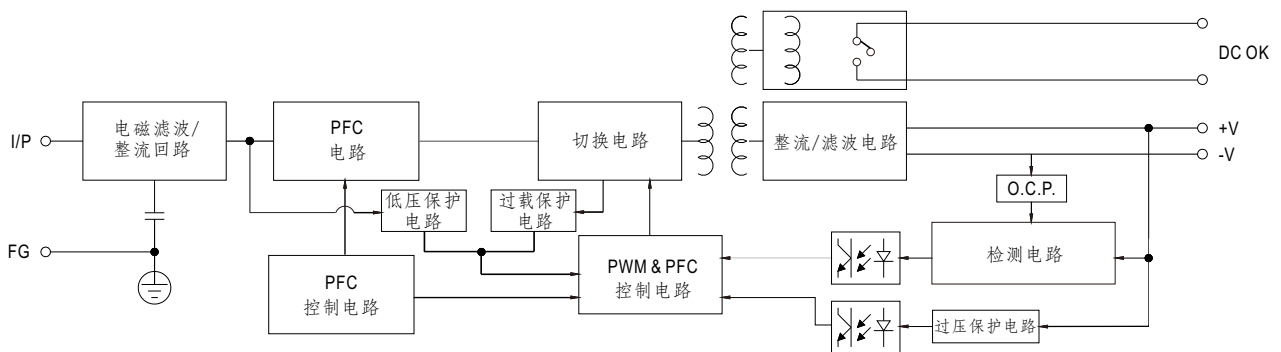 DC OK
I/P
电磁滤波/
整流回路
PFC
电路
切换电路
整流/滤波电路
+V
-V
低压保护
电路
过载保护
电路
O.C.P.
FG
PFC
控制电路
PWM & PFC
控制电路
检测电路
过压保护电路